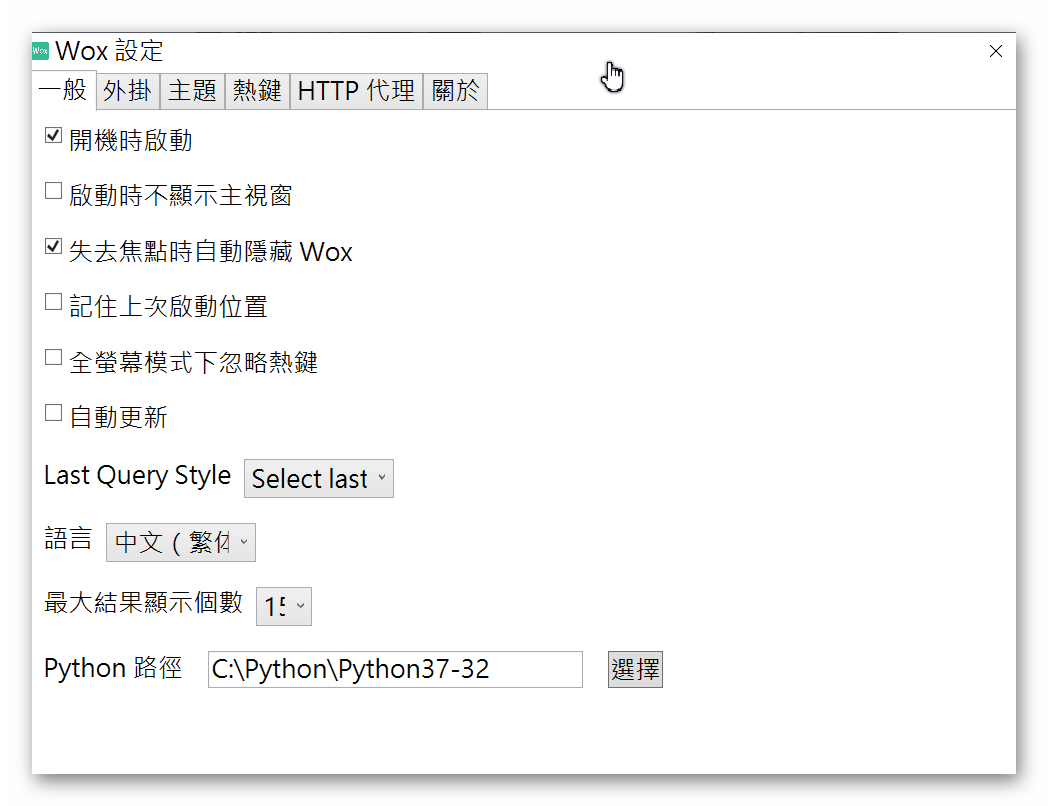 Wox Wox 設定
一般 外掛 主題 熱鍵 HTTP 代理 關於
開機時啟動
啟動時不顯示主視窗
失去焦點時自動隱藏 Wox
記住上次啟動位置
全螢幕模式下忽略熱鍵
自動更新
Last Query Style Select last
語言 中文（繁体
最大結果顯示個數 15
Python 路徑 C:\Python\Python37-32 選擇